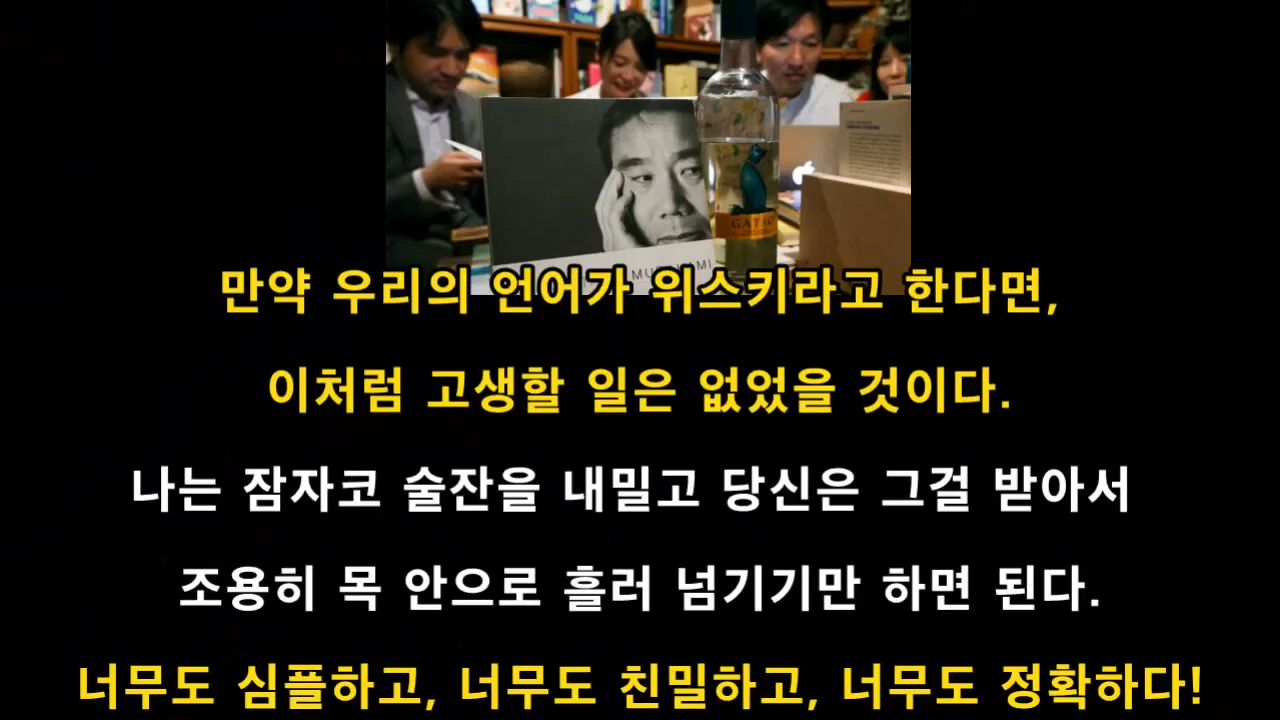 GATAO
만약 우리의 언어가 위스키라고 한다면,
이처럼 고생할 일은 없었을 것이다.
나는 잠자코 술잔을 내밀고 당신은 그걸 받아서
조용히 목 안으로 흘러 넘기기만 하면 된다.
너무도 심플하고, 너무도 친밀하고, 너무도 정확하다!